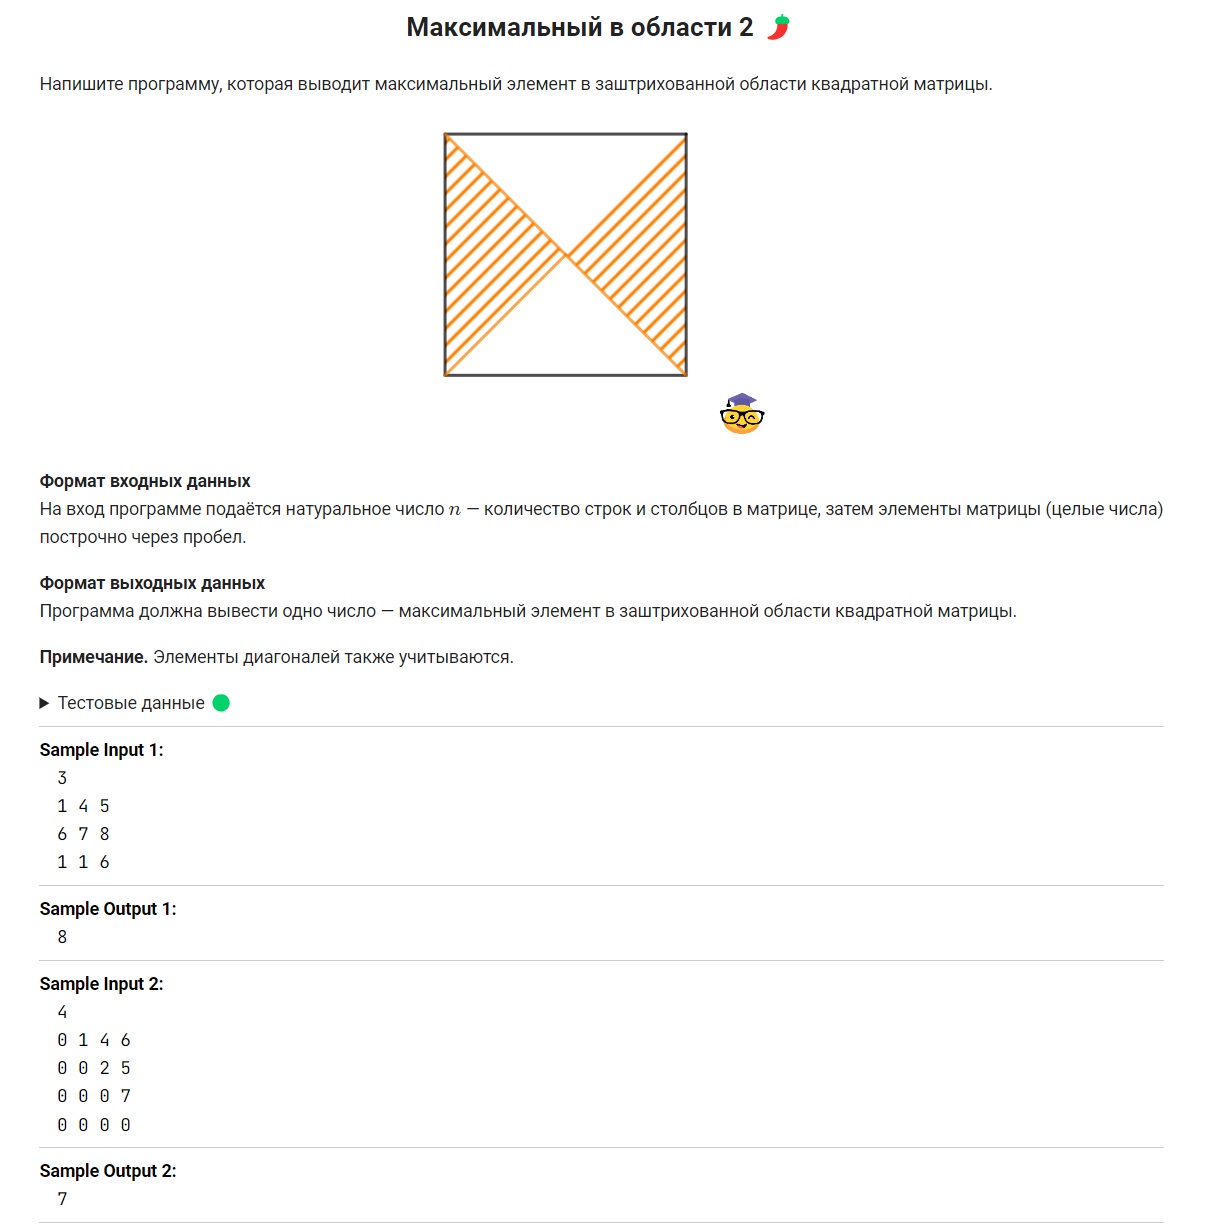 Максимальный в области 2
Напишите программу, которая выводит максимальный элемент в заштрихованной области квадратной матрицы.
Формат входных данных
На вход программе подаётся натуральное число n — количество строк и столбцов в матрице, затем элементы матрицы (целые числа)
построчно через пробел.
Формат выходных данных
Программа должна вывести одно число — максимальный элемент в заштрихованной области квадратной матрицы.
Примечание. Элементы диагоналей также учитываются.
Тестовые данные
Sample Input 1:
3
1 4 5
6 7 8
1 1 6
Sample Output 1:
8
Sample Input 2:
4
0 1 4 6
0 0 2 5
0 0 0 7
0 0 0 0
Sample Output 2:
7